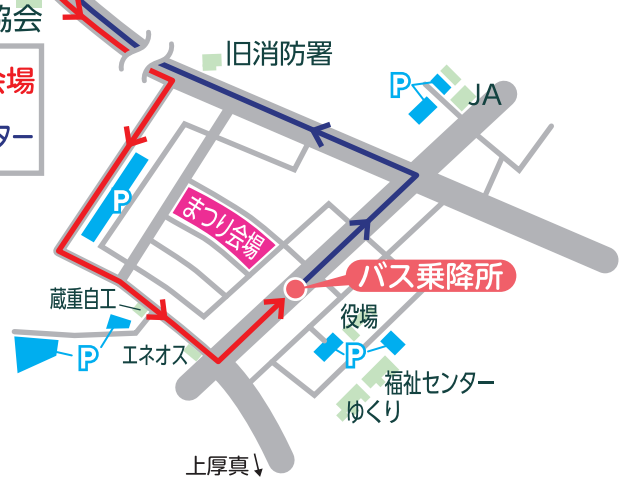 協会
会場
ター
旧消防署
P
JA
P
まつり会場
バス乗降所
蔵重自工
役場
P
エネオス
P
福祉センター
ゆくり
上厚真